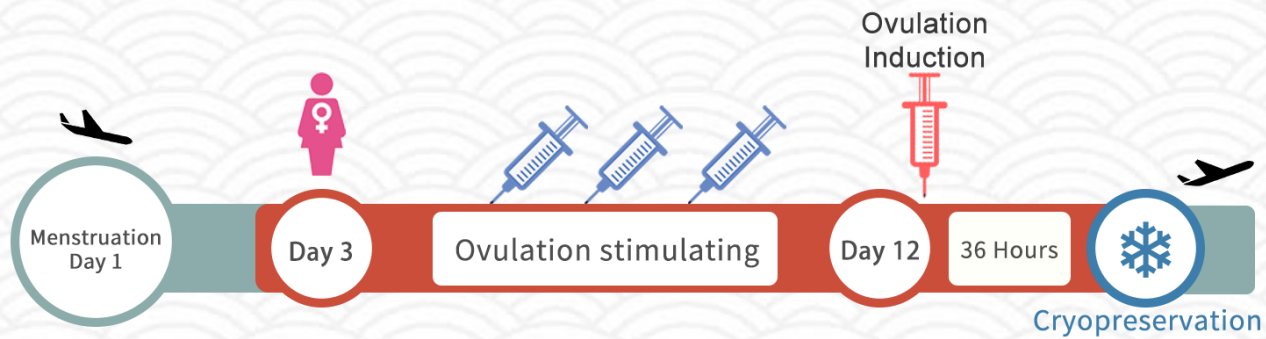 Ovulation
Induction
Menstruation
Day 1
Day 3
Ovulation stimulating
Day 12
36 Hours
Cryopreservation